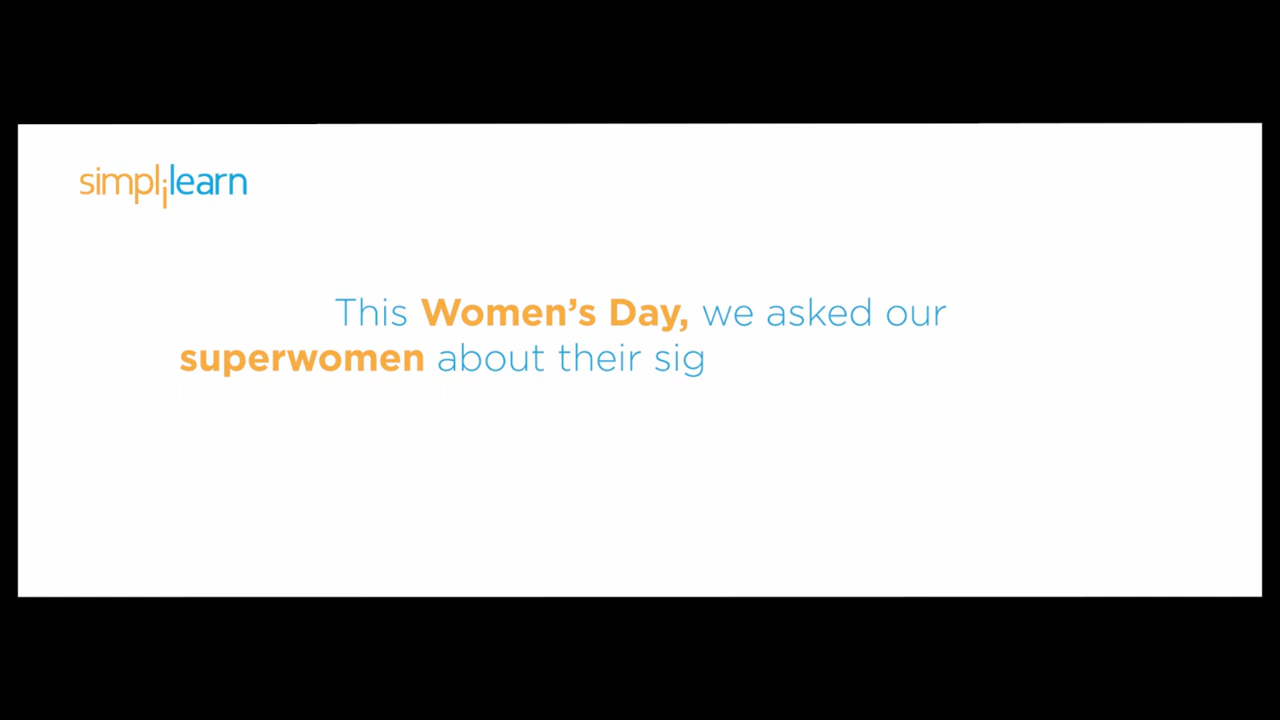 simplilearn
This Women's Day, we asked our
superwomen about their sig